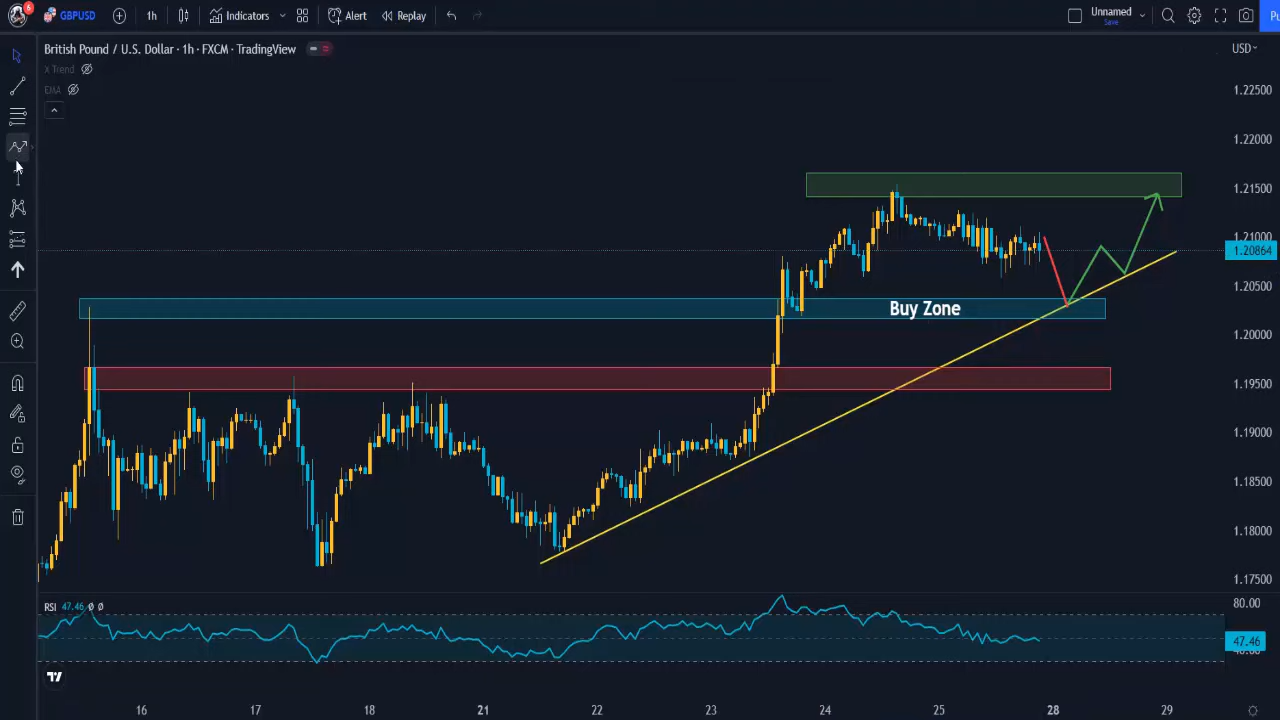 6
GBPUSD
1h
Indicators
Alert
Replay
Unnamed
Save
British Pound / U.S. Dollar · 1h · FXCM · TradingView
USD
X Trend
EMA
1.22500
1.22000
1.21500
1.21000
1.20864
1.20500
1.20000
1.19500
1.19000
1.18500
1.18000
1.17500
Buy Zone
RSI 47.46 Ø Ø
80.00
47.46
16
17
18
21
22
23
24
25
28
29